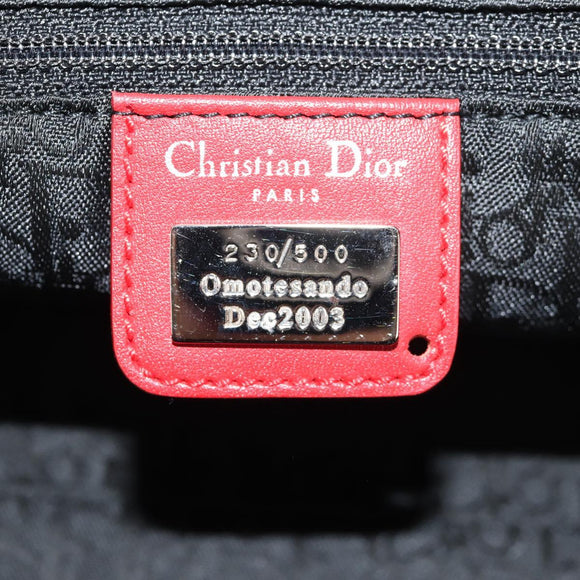 Christian Dior
PARIS
230/500
Omotesando
Dec2003